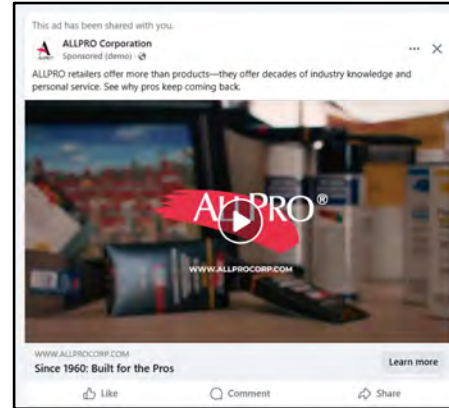 This ad has been shared with you.
ALLPRO Corporation
Sponsored (demo) ·
ALLPRO retailers offer more than products—they offer decades of industry knowledge and
personal service. See why pros keep coming back.
ALLPRO®
WWW.ALLPROCORP.COM
WWW.ALLPROCORP.COM
Since 1960: Built for the Pros
Learn more
Like
Comment
Share